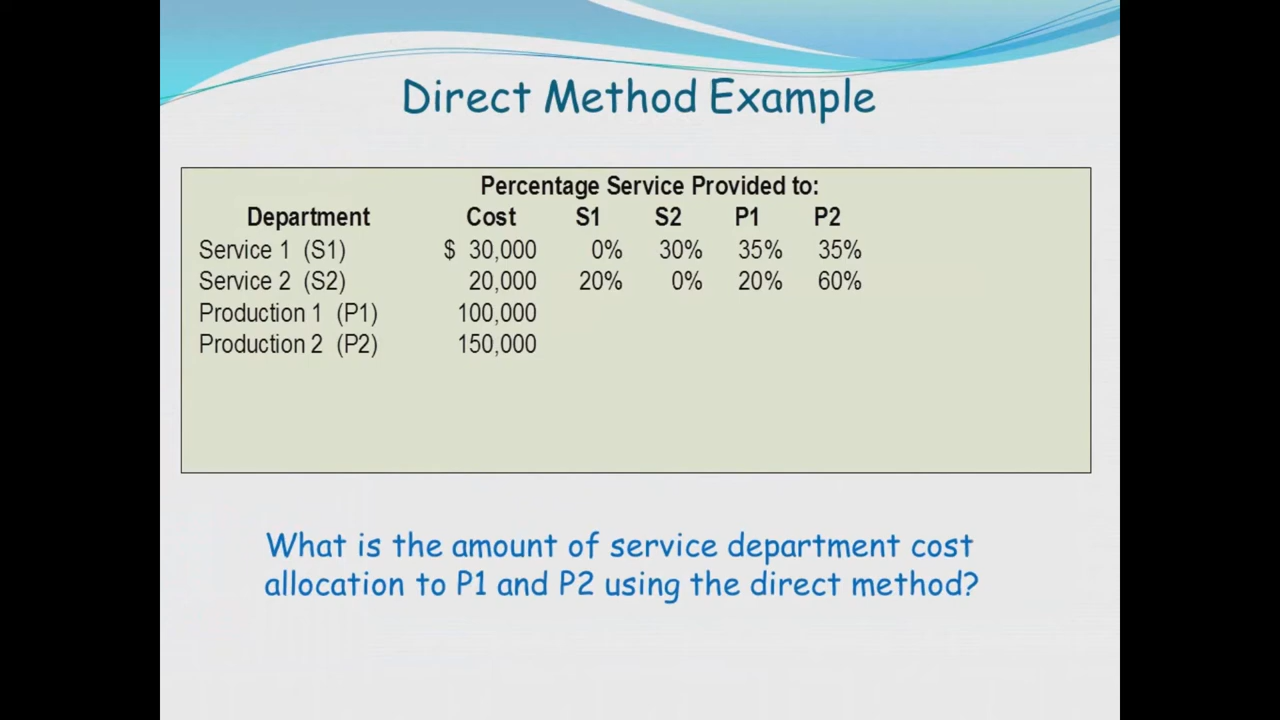 Direct Method Example
Percentage Service Provided to:
Department Cost S1 S2 P1 P2
Service 1 (S1) $ 30,000 0% 30% 35% 35%
Service 2 (S2) 20,000 20% 0% 20% 60%
Production 1 (P1) 100,000
Production 2 (P2) 150,000
What is the amount of service department cost
allocation to P1 and P2 using the direct method?